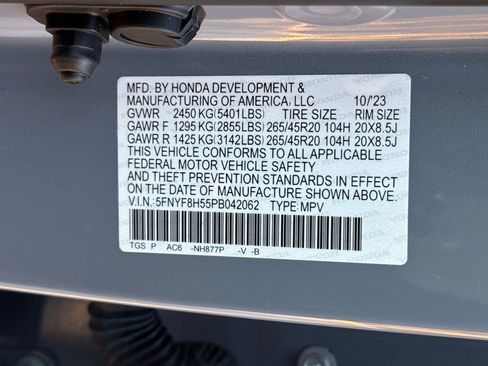 MFD. BY HONDA DEVELOPMENT &
MANUFACTURING OF AMERICA, LLC 10/'23
GVWR 2450 KG(5401LBS) TIRE SIZE RIM SIZE
GAWR F 1295 KG(2855LBS) 265/45R20 104H 20X8.5J
GAWR R 1425 KG(3142LBS) 265/45R20 104H 20X8.5J
THIS VEHICLE CONFORMS TO ALL APPLICABLE
FEDERAL MOTOR VEHICLE SAFETY
AND THEFT PREVENTION STANDARDS IN EFFECT
ON THE DATE OF MANUFACTURE SHOWN ABOVE.
V.I.N.: 5FNYF8H55PB042062 TYPE: MPV
TGS P AC6 -NH877P -V -B